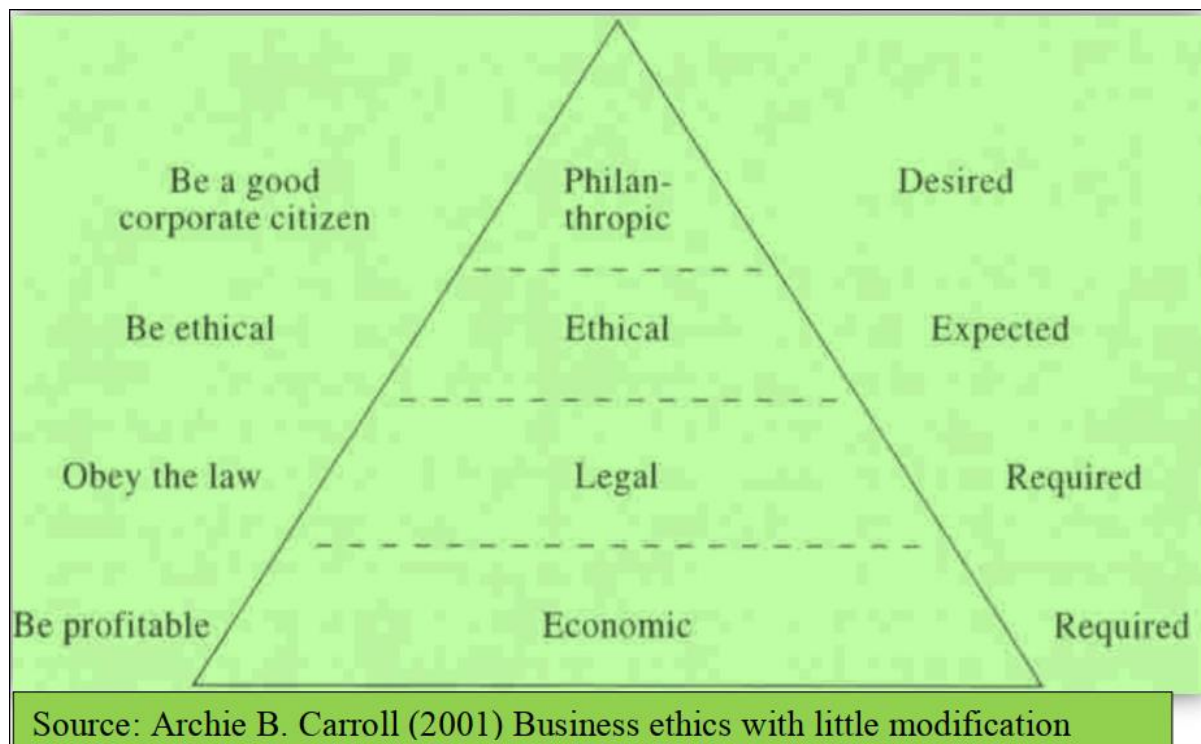 Be a good
corporate citizen
Philan-
thropic
Desired
Be ethical
Ethical
Expected
Obey the law
Legal
Required
Be profitable
Economic
Required
Source: Archie B. Carroll (2001) Business ethics with little modification